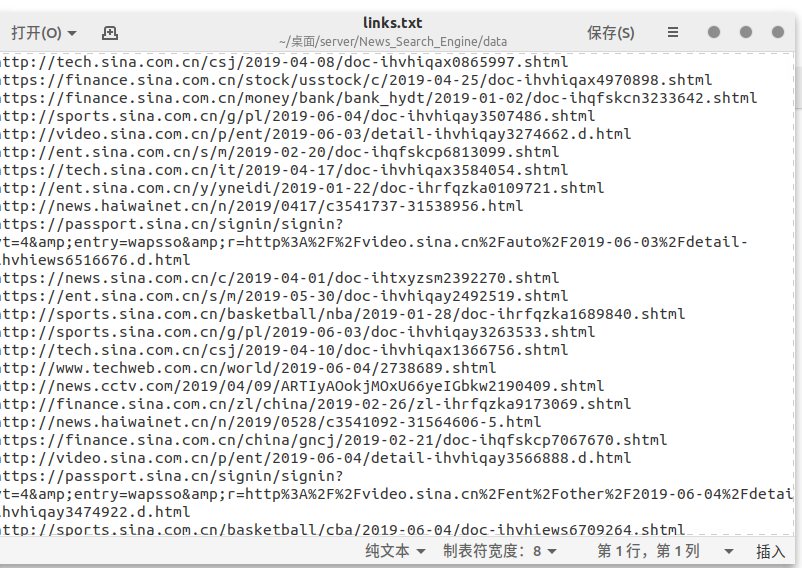 打开(O)
links.txt
~/桌面/server/News_Search_Engine/data
保存(S)
ttp://tech.sina.com.cn/csj/2019-04-08/doc-ihvhiqax0865997.shtml
ttps://finance.sina.com.cn/stock/usstock/c/2019-04-25/doc-ihvhiqax4970898.shtml
ttps://finance.sina.com.cn/money/bank/bank_hydt/2019-01-02/doc-ihqfskcn3233642.shtml
ttp://sports.sina.com.cn/g/pl/2019-06-04/doc-ihvhiqay3507486.shtml
ttp://video.sina.com.cn/p/ent/2019-06-03/detail-ihvhiqay3274662.d.html
ttp://ent.sina.com.cn/s/m/2019-02-20/doc-ihqfskcp6813099.shtml
ttps://tech.sina.com.cn/it/2019-04-17/doc-ihvhiqax3584054.shtml
ttp://ent.sina.com.cn/y/yneidi/2019-01-22/doc-ihrfqzka0109721.shtml
ttp://news.haiwainet.cn/n/2019/0417/c3541737-31538956.html
ttps://passport.sina.cn/signin/signin?
vt=4&amp;entry=wapsso&amp;r=http%3A%2F%2Fvideo.sina.cn%2Fauto%2F2019-06-03%2Fdetail-
ihvhiews6516676.d.html
ttps://news.sina.com.cn/c/2019-04-01/doc-ihtxyzsm2392270.shtml
ttps://ent.sina.com.cn/s/m/2019-05-30/doc-ihvhiqay2492519.shtml
ttp://sports.sina.com.cn/basketball/nba/2019-01-28/doc-ihrfqzka1689840.shtml
ttp://sports.sina.com.cn/g/pl/2019-06-03/doc-ihvhiqay3263533.shtml
ttp://tech.sina.com.cn/csj/2019-04-10/doc-ihvhiqax1366756.shtml
ttp://www.techweb.com.cn/world/2019-06-04/2738689.shtml
ttp://news.cctv.com/2019/04/09/ARTIyAOokjMOxU66yeIGbkw2190409.shtml
ttp://finance.sina.com.cn/zl/china/2019-02-26/zl-ihrfqzka9173069.shtml
ttp://news.haiwainet.cn/n/2019/0528/c3541092-31564606-5.html
ttps://finance.sina.com.cn/china/gncj/2019-02-21/doc-ihqfskcp7067670.shtml
ttp://video.sina.com.cn/p/ent/2019-06-04/detail-ihvhiqay3566888.d.html
ttps://passport.sina.cn/signin/signin?
vt=4&amp;entry=wapsso&amp;r=http%3A%2F%2Fvideo.sina.cn%2Fent%2Fother%2F2019-06-04%2Fdetai
ihvhiqay3474922.d.html
ttp://sports.sina.com.cn/basketball/cba/2019-06-04/doc-ihvhiews6709264.shtml
纯文本 制表符宽度：8 第 1 行，第 1 列 插入